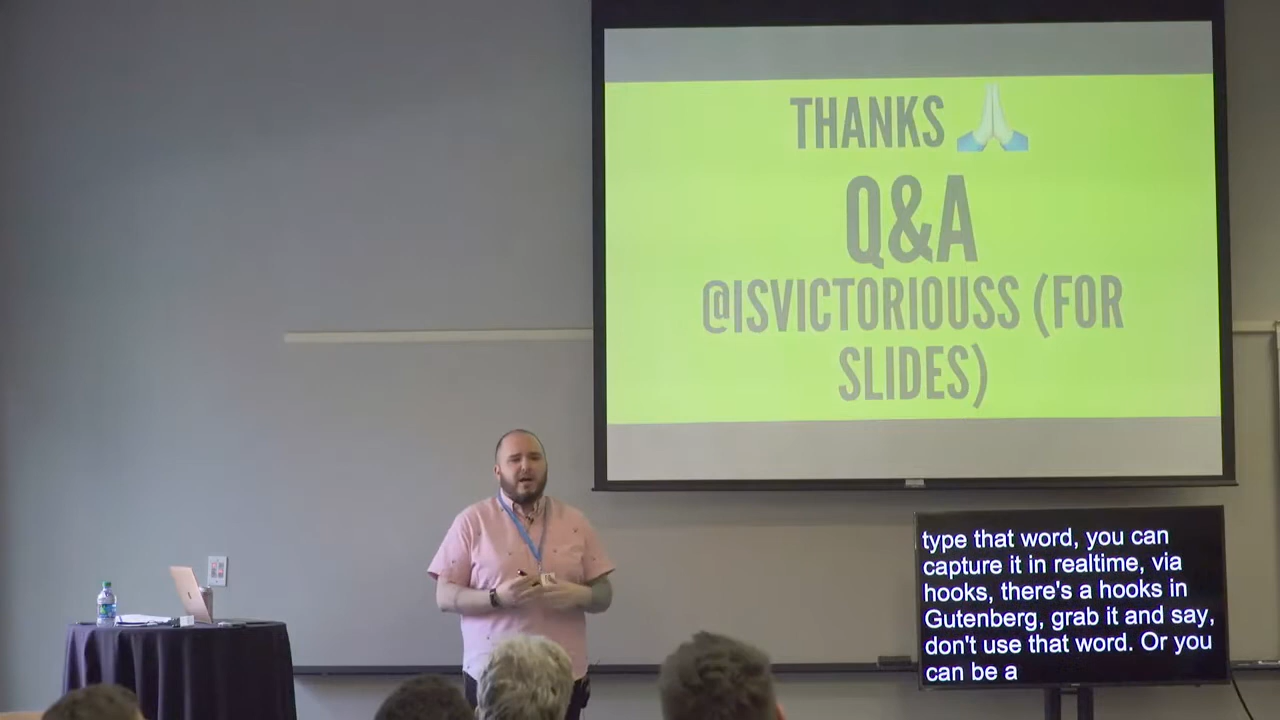 THANKS 🙏
Q&A
@ISVICTORIOUSS (FOR
SLIDES)
type that word, you can
capture it in realtime, via
hooks, there's a hooks in
Gutenberg, grab it and say,
don't use that word. Or you
can be a